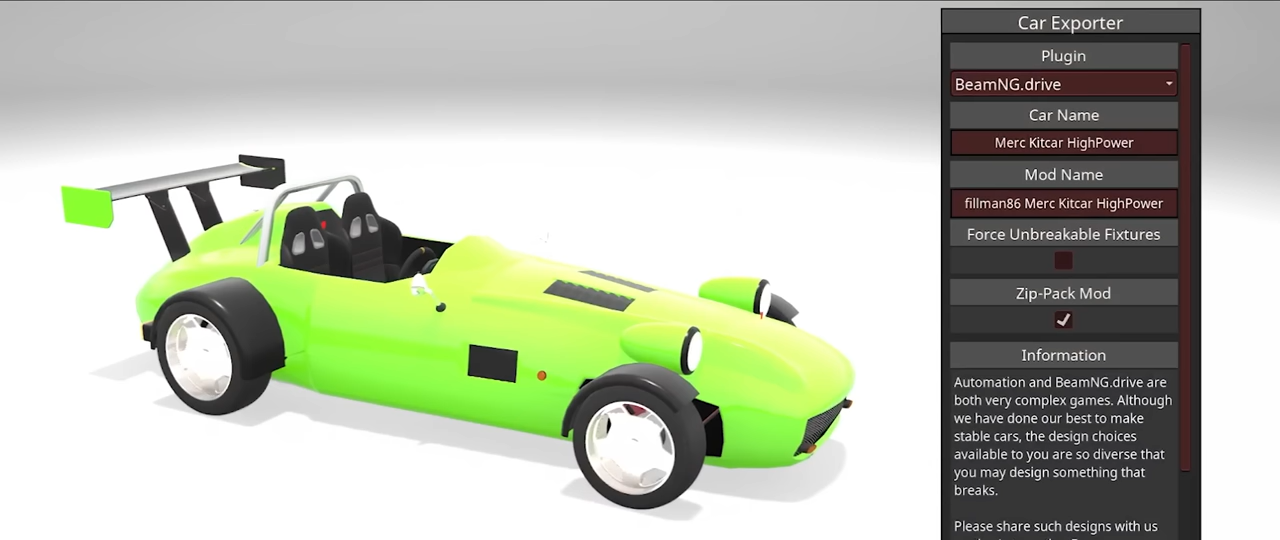 Car Exporter
Plugin
BeamNG.drive
Car Name
Merc Kitcar HighPower
Mod Name
fillman86 Merc Kitcar HighPower
Force Unbreakable Fixtures
Zip-Pack Mod
Information
Automation and BeamNG.drive are
both very complex games. Although
we have done our best to make
stable cars, the design choices
available to you are so diverse that
you may design something that
breaks.
Please share such designs with us